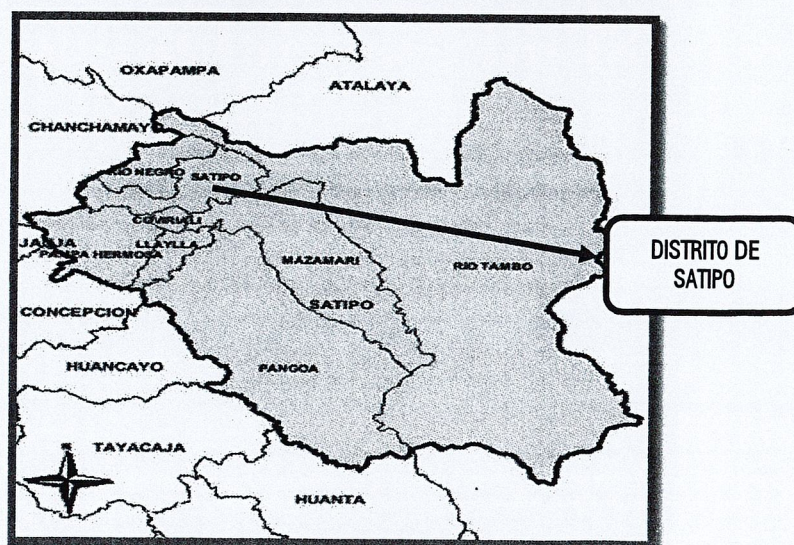 OXAPAMPA
ATALAYA
CHANCHAMAYO
RIO NEGRO
SATIPO
COVIRIALI
JAUJA
LLAYLLA
PAMPA HERMOSA
MAZAMARI
RIO TAMBO
SATIPO
CONCEPCION
HUANCAYO
PANGOA
TAYACAJA
HUANTA
DISTRITO DE
SATIPO